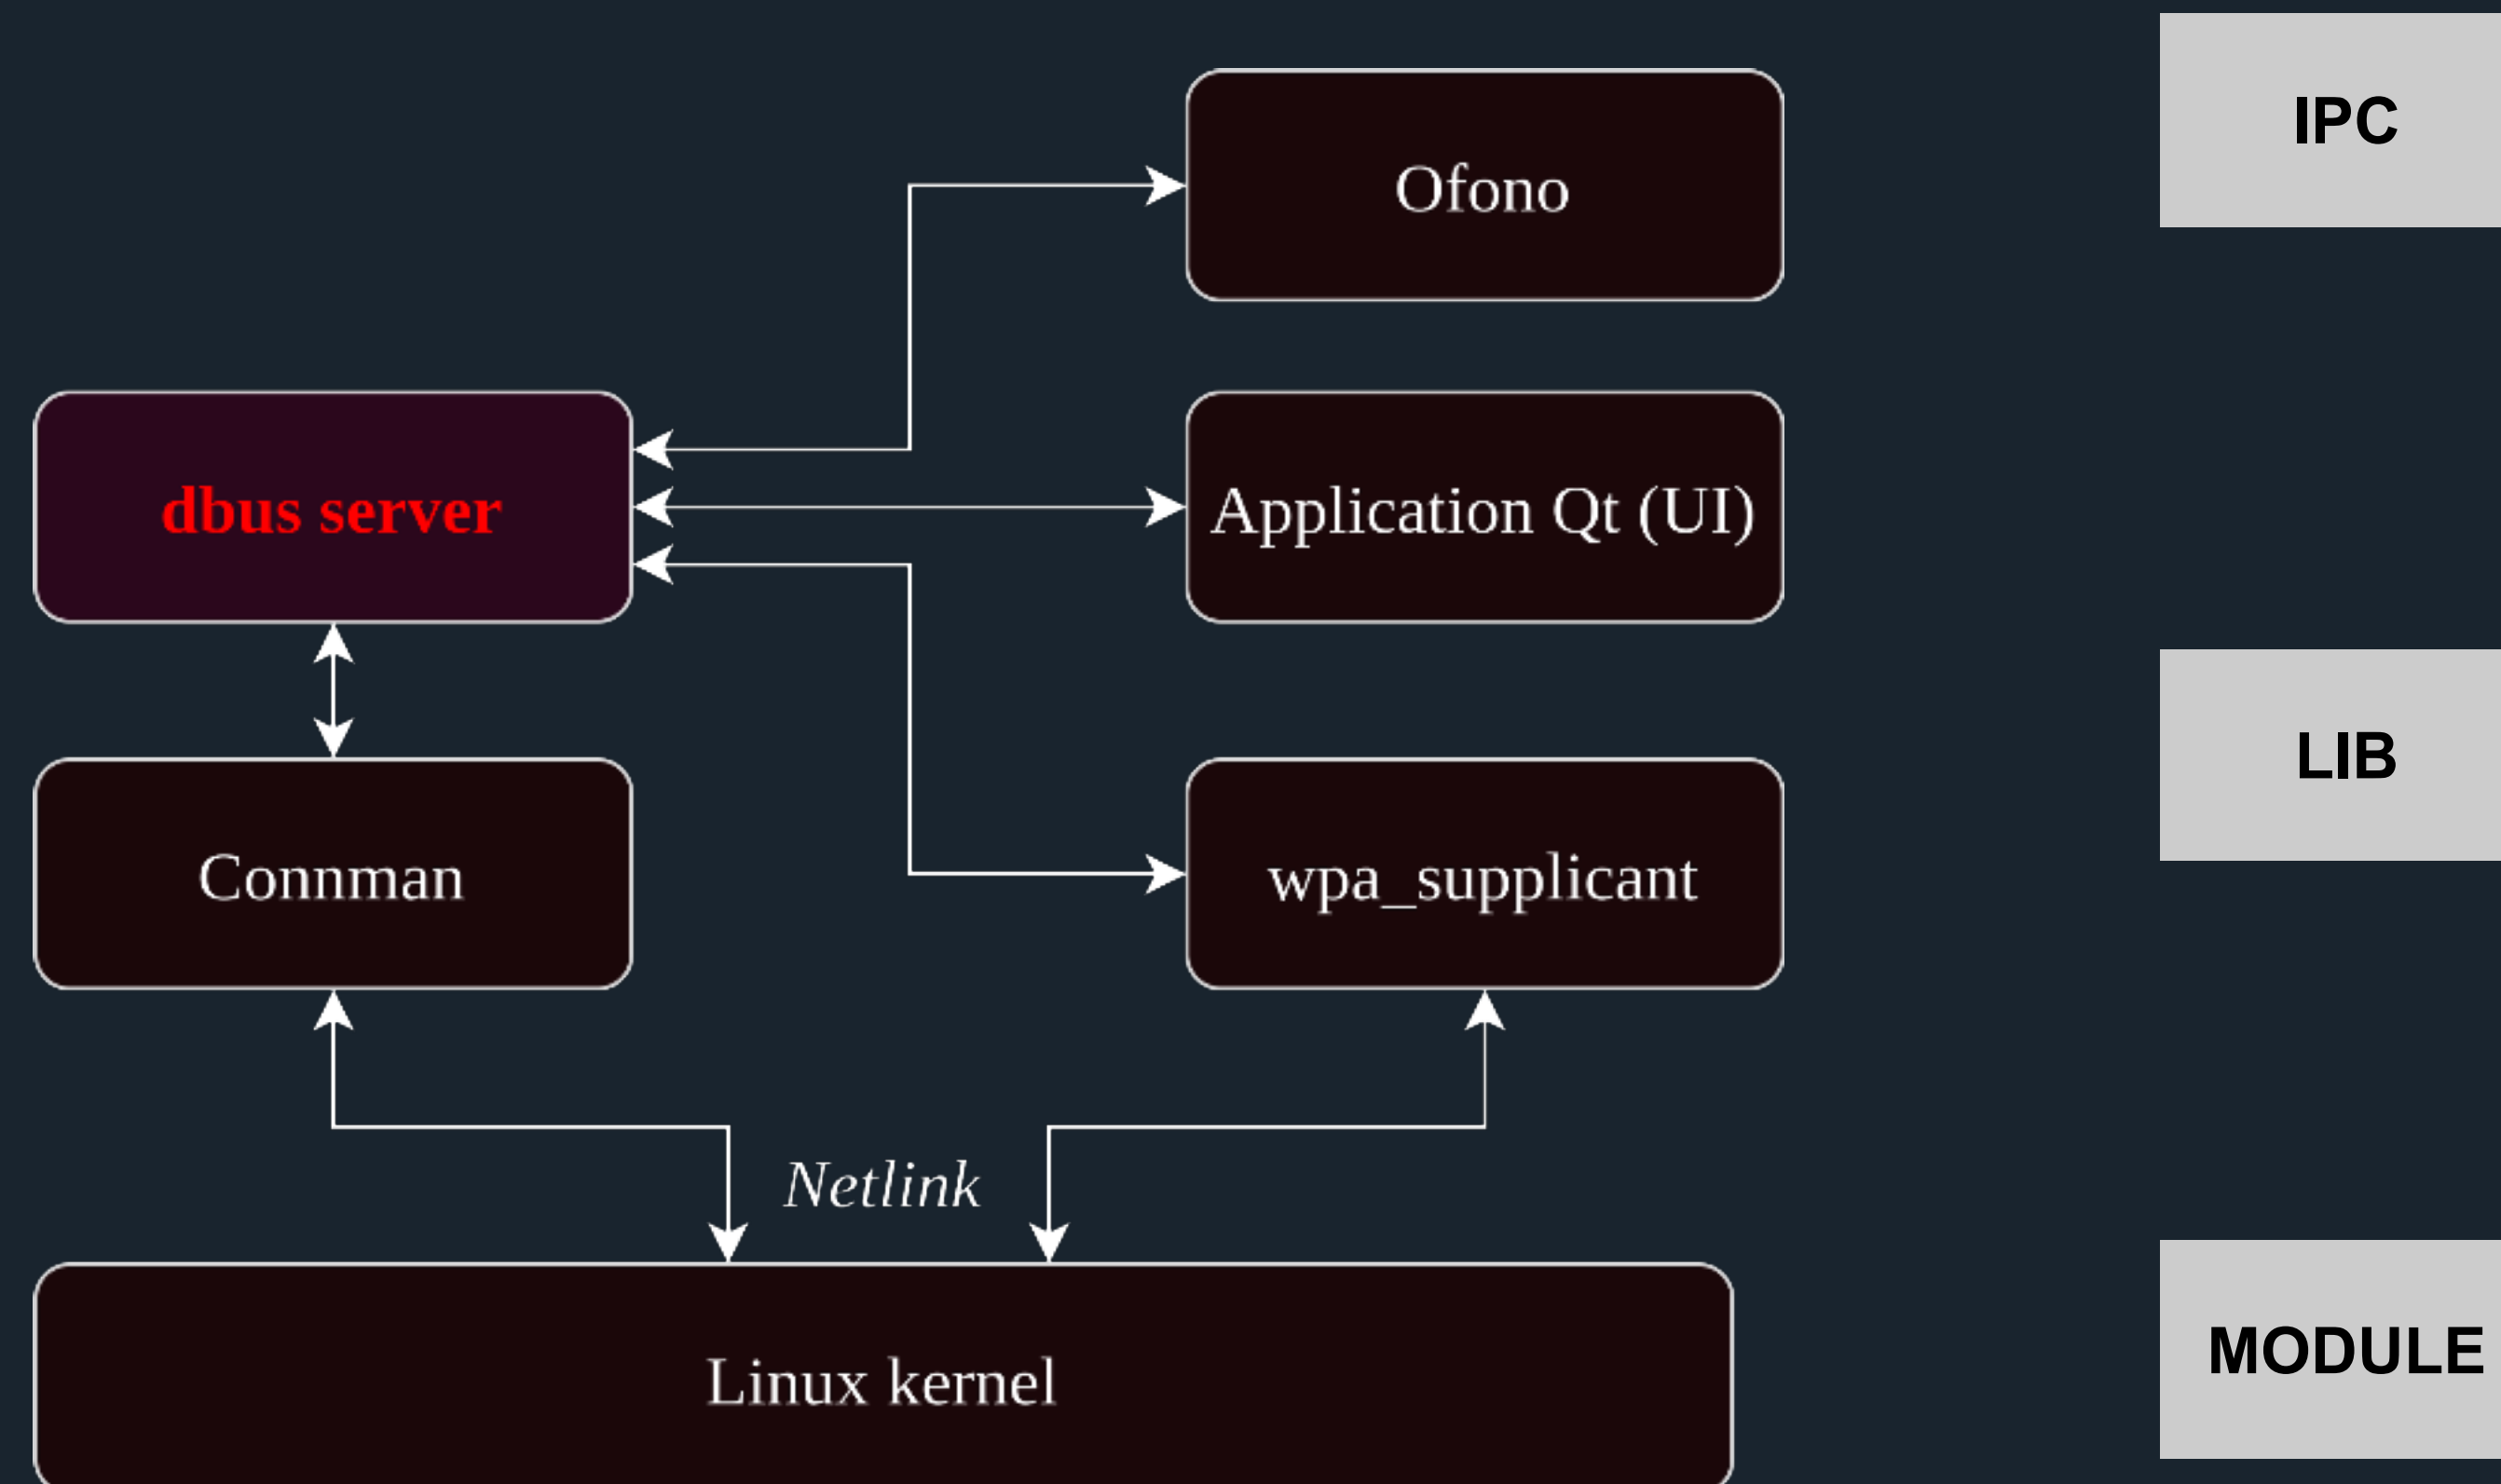 IPC
Ofono
dbus server
Application Qt (UI)
LIB
Connman
wpa_supplicant
Netlink
MODULE
Linux kernel